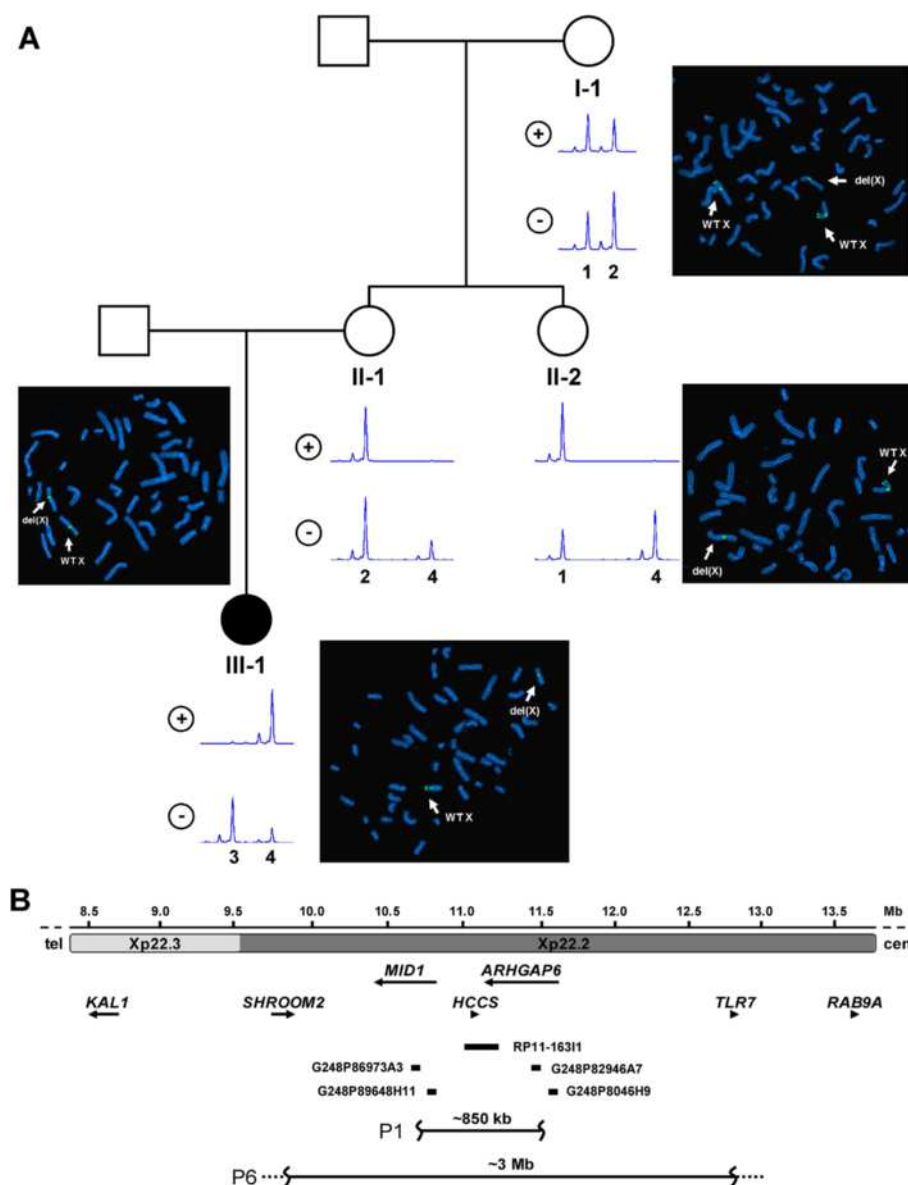 A
I-1
+
-
1 2
del(X)
WT X
WT X
II-1
II-2
+
-
2 4
1 4
del(X)
WT X
WT X
del(X)
III-1
+
-
3 4
del(X)
WT X
B
8.5 9.0 9.5 10.0 10.5 11.0 11.5 12.0 12.5 13.0 13.5 Mb
tel Xp22.3 Xp22.2 cen
MID1 ARHGAP6
KAL1 SHROOM2 HCCS TLR7 RAB9A
RP11-163I1
G248P86973A3 G248P82946A7
G248P89648H11 G248P8046H9
P1 ~850 kb
P6 ~3 Mb